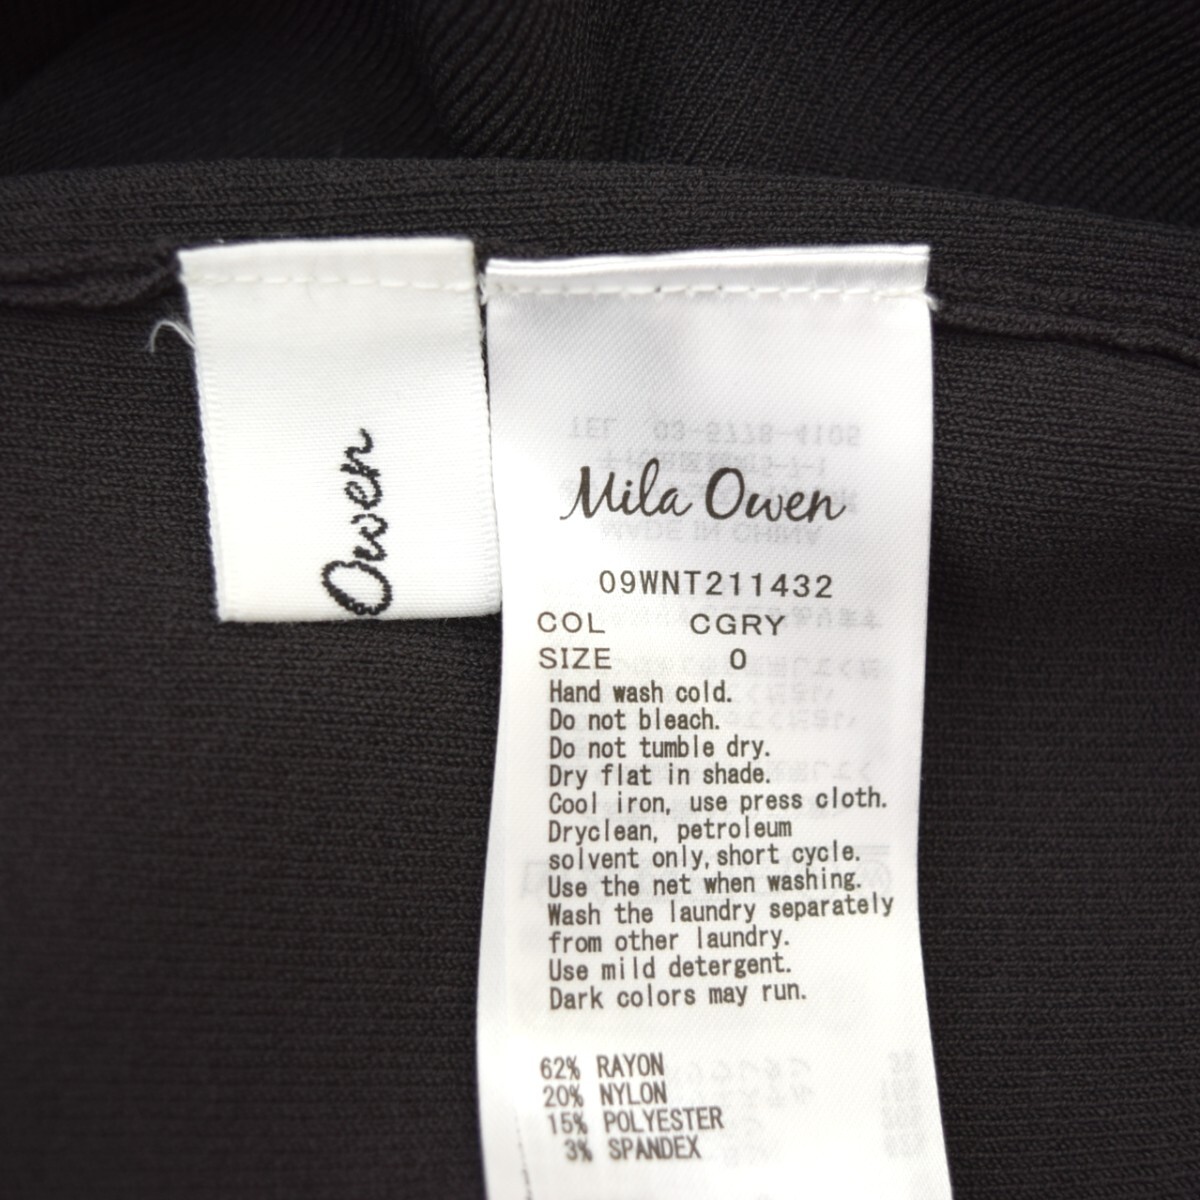 Owen
Mila Owen
09WNT211432
COL CGRY
SIZE 0
Hand wash cold.
Do not bleach.
Do not tumble dry.
Dry flat in shade.
Cool iron, use press cloth.
Dryclean, petroleum
solvent only, short cycle.
Use the net when washing.
Wash the laundry separately
from other laundry.
Use mild detergent.
Dark colors may run.
62% RAYON
20% NYLON
15% POLYESTER
3% SPANDEX